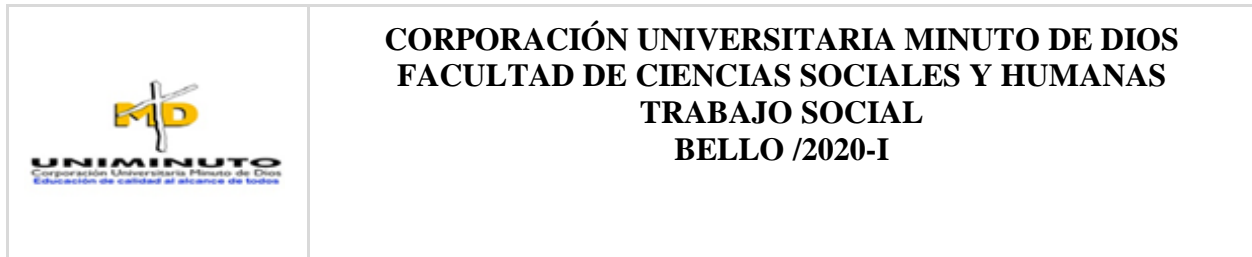 MD
UNIMINUTO
Corporación Universitaria Minuto de Dios
Educación de calidad al alcance de todos
CORPORACIÓN UNIVERSITARIA MINUTO DE DIOS
FACULTAD DE CIENCIAS SOCIALES Y HUMANAS
TRABAJO SOCIAL
BELLO /2020-I